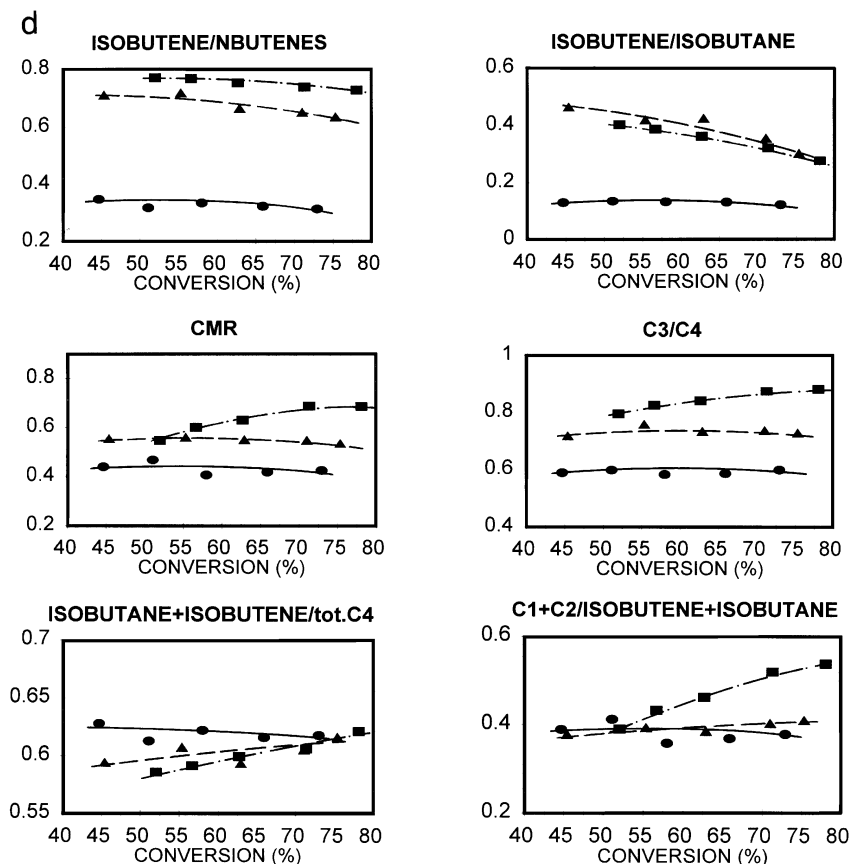 d
ISOBUTENE/NBUTENES
0.8
0.6
0.4
0.2
40 45 50 55 60 65 70 75 80
CONVERSION (%)
ISOBUTENE/ISOBUTANE
0.6
0.4
0.2
0
40 45 50 55 60 65 70 75 80
CONVERSION (%)
CMR
0.8
0.6
0.4
0.2
40 45 50 55 60 65 70 75 80
CONVERSION (%)
C3/C4
1
0.8
0.6
0.4
40 45 50 55 60 65 70 75 80
CONVERSION (%)
ISOBUTANE+ISOBUTENE/tot.C4
0.7
0.65
0.6
0.55
40 45 50 55 60 65 70 75 80
CONVERSION (%)
C1+C2/ISOBUTENE+ISOBUTANE
0.6
0.4
0.2
40 45 50 55 60 65 70 75 80
CONVERSION (%)